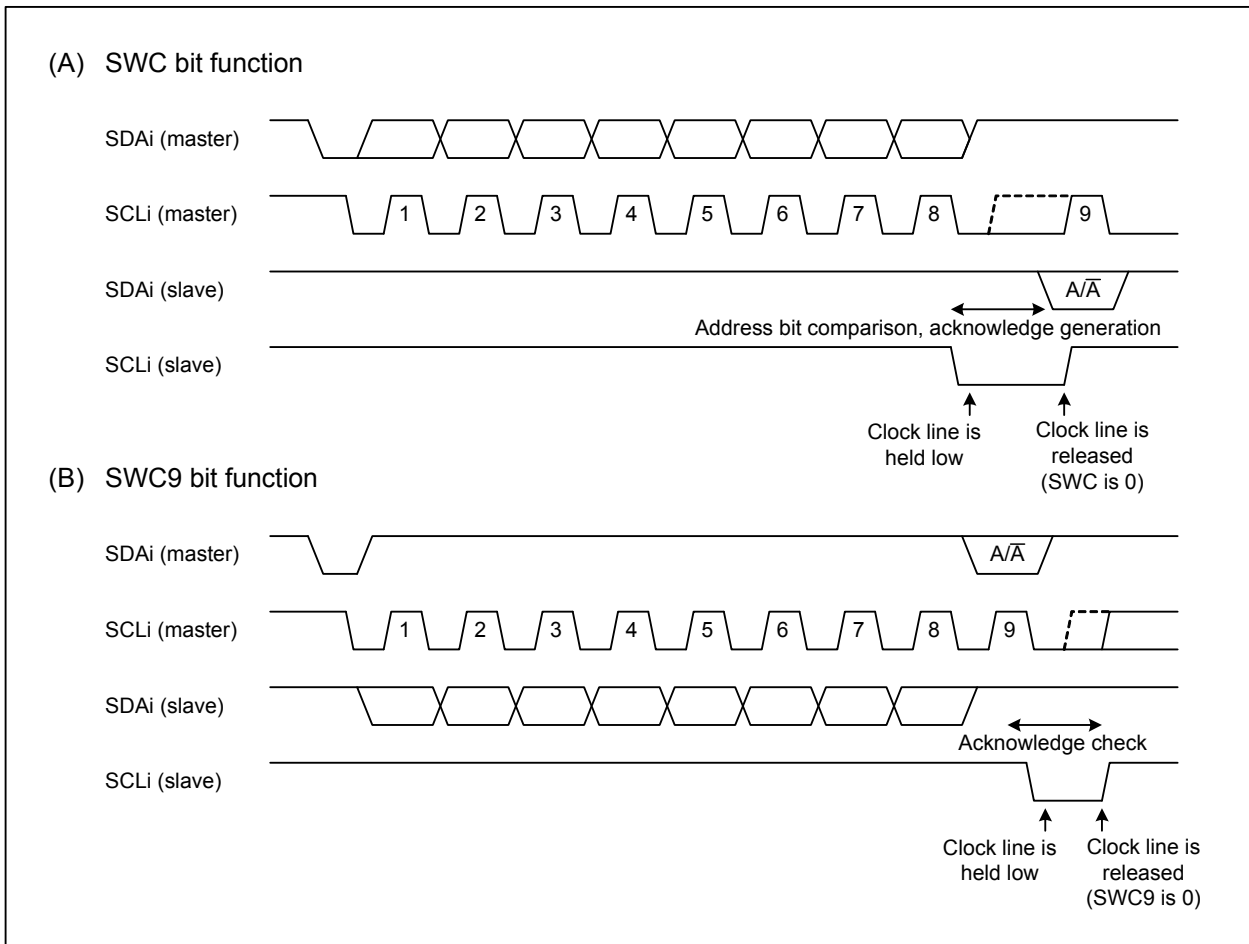 (A) SWC bit function
SDAi (master)
SCLi (master)
1 2 3 4 5 6 7 8 9
SDAi (slave)
A/A̅
Address bit comparison, acknowledge generation
SCLi (slave)
Clock line is
held low
Clock line is
released
(SWC is 0)
(B) SWC9 bit function
SDAi (master)
A/A̅
SCLi (master)
1 2 3 4 5 6 7 8 9
SDAi (slave)
Acknowledge check
SCLi (slave)
Clock line is
held low
Clock line is
released
(SWC9 is 0)